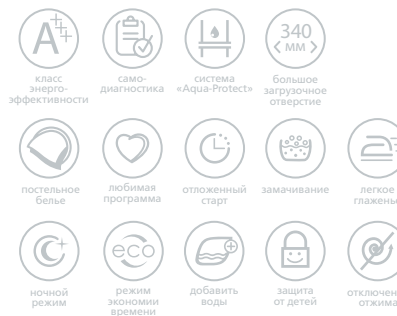 A+++
340
мм
класс
энерго-
эффективности
само-
диагностика
система
«Aqua-Protect»
большое
загрузочное
отверстие
постельное
белье
любимая
программа
отложенный
старт
замачивание
легкое
глаженье
ночной
режим
eco
режим
экономии
времени
добавить
воды
защита
от детей
отключен
отжима